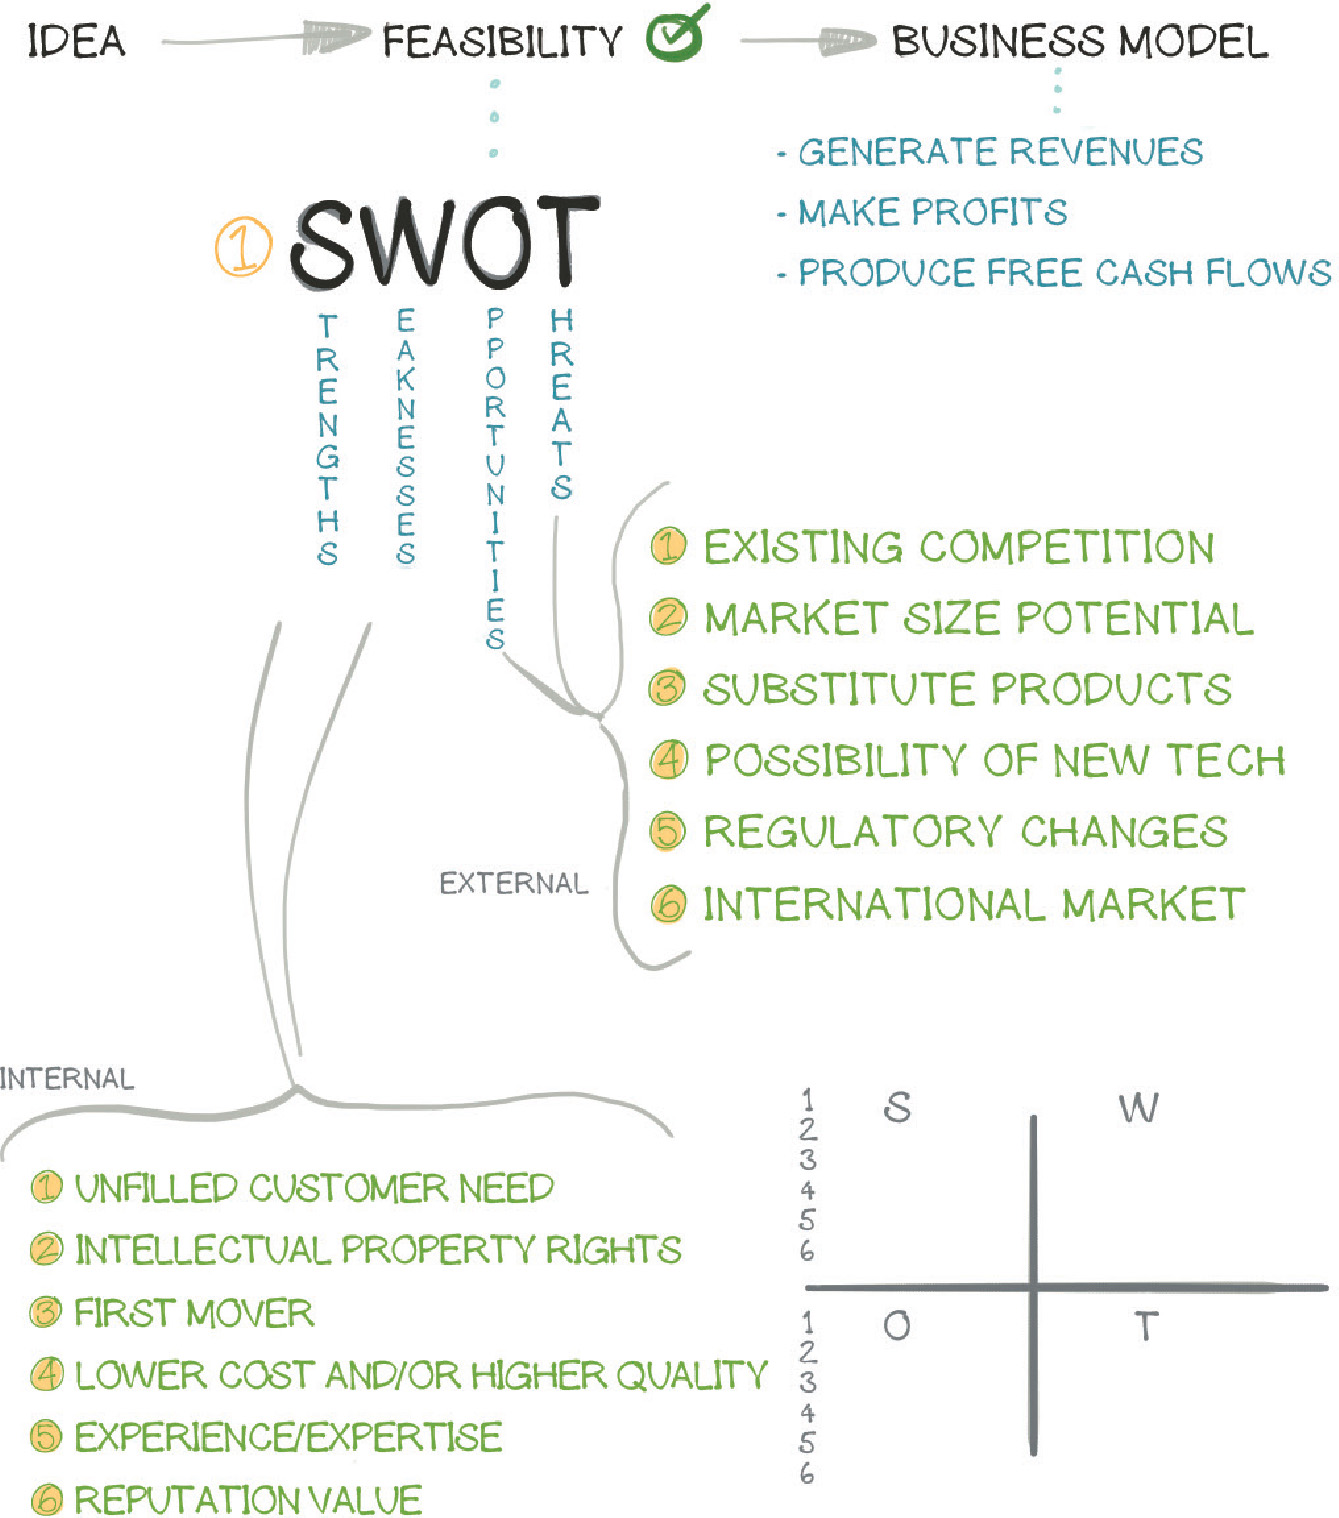 IDEA FEASIBILITY BUSINESS MODEL
- GENERATE REVENUES
- MAKE PROFITS
- PRODUCE FREE CASH FLOWS
1 SWOT
TRENGTHS
EAKNESSES
PPORTUNITIES
HREATS
1 EXISTING COMPETITION
2 MARKET SIZE POTENTIAL
3 SUBSTITUTE PRODUCTS
4 POSSIBILITY OF NEW TECH
5 REGULATORY CHANGES
6 INTERNATIONAL MARKET
EXTERNAL
INTERNAL
1 UNFILLED CUSTOMER NEED
2 INTELLECTUAL PROPERTY RIGHTS
3 FIRST MOVER
4 LOWER COST AND/OR HIGHER QUALITY
5 EXPERIENCE/EXPERTISE
6 REPUTATION VALUE
1 S W
2
3
4
5
6
1 O T
2
3
4
5
6